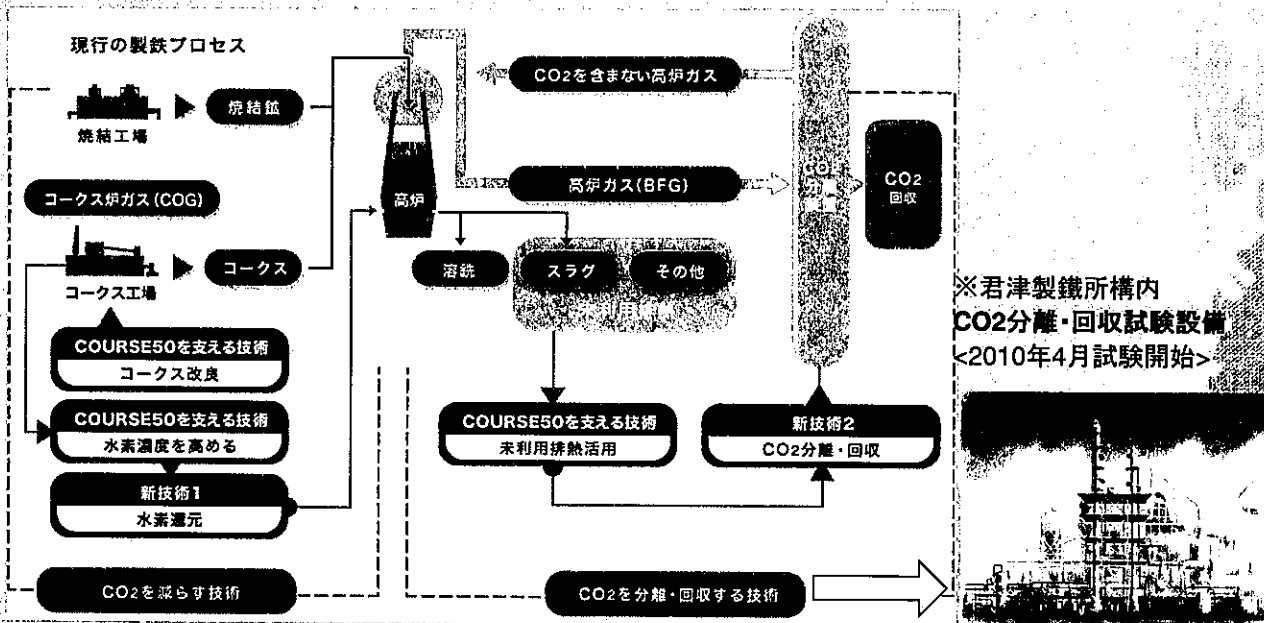 現行の製鉄プロセス
CO2を含まない高炉ガス
焼結鉱
焼結工場
コークス炉ガス(COG)
高炉
高炉ガス(BFG)
CO2
回収
コークス
コークス工場
溶銑
スラグ
その他
※君津製鐵所構内
CO2分離・回収試験設備
<2010年4月試験開始>
COURSE50を支える技術
コークス改良
COURSE50を支える技術
水素濃度を高める
新技術1
水素還元
COURSE50を支える技術
未利用排熱活用
新技術2
CO2分離・回収
CO2を減らす技術
CO2を分離・回収する技術